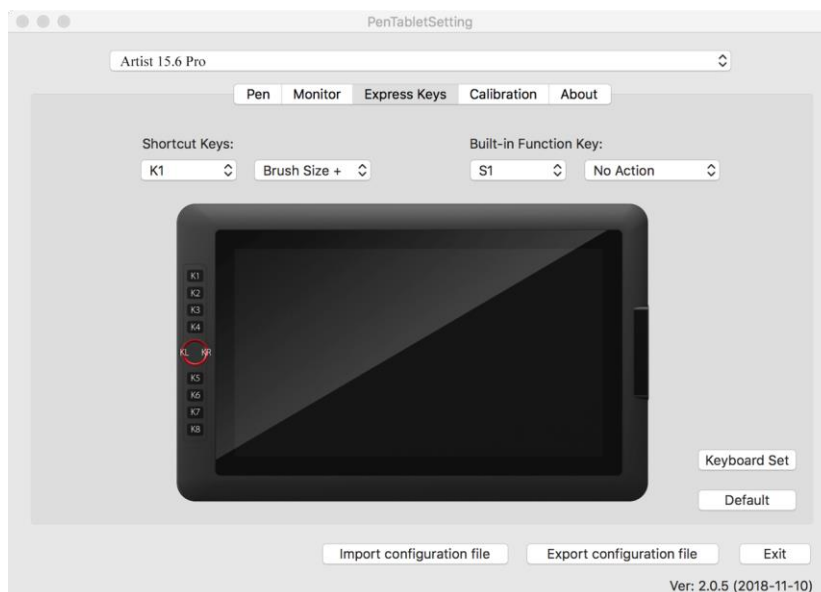 PenTabletSetting
Artist 15.6 Pro
Pen Monitor Express Keys Calibration About
Shortcut Keys: Built-in Function Key:
K1 Brush Size + S1 No Action
K1
K2
K3
K4
KL KR
K5
K6
K7
K8
Keyboard Set
Default
Import configuration file Export configuration file Exit
Ver: 2.0.5 (2018-11-10)